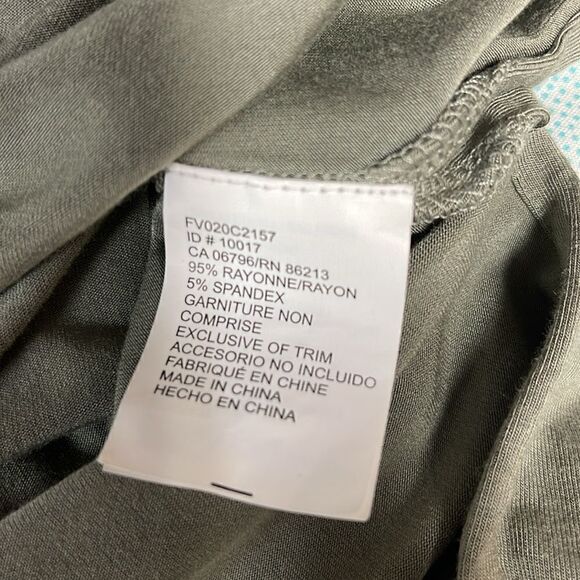 FV020C2157
ID # 10017
CA 06796/RN 86213
95% RAYONNE/RAYON
5% SPANDEX
GARNITURE NON
COMPRISE
EXCLUSIVE OF TRIM
ACCESORIO NO INCLUIDO
FABRIQUÉ EN CHINE
MADE IN CHINA
HECHO EN CHINA